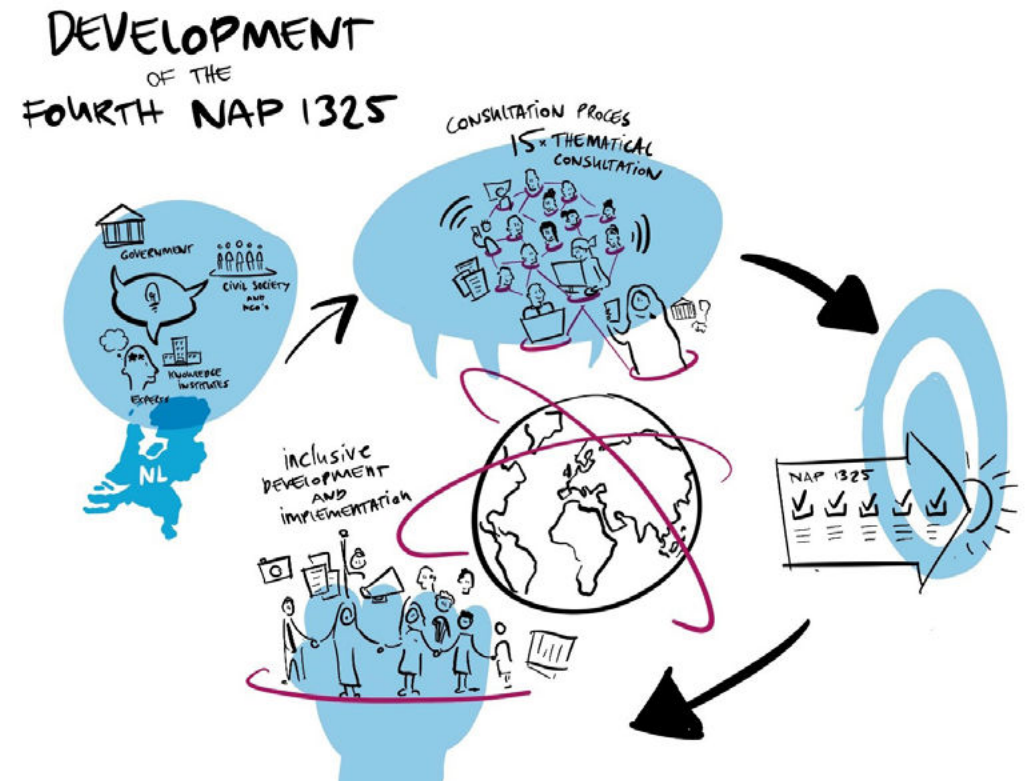 DEVELOPMENT
OF THE
FOURTH NAP 1325
CONSULTATION PROCES
15x THEMATICAL
CONSULTATION
GOVERNMENT
CIVIL SOCIETY
AND
NGO's
KNOWLEDGE
INSTITUTES
EXPERTS
NL
inclusive
DEVELOPMENT
AND
implementation
NAP 1325
?